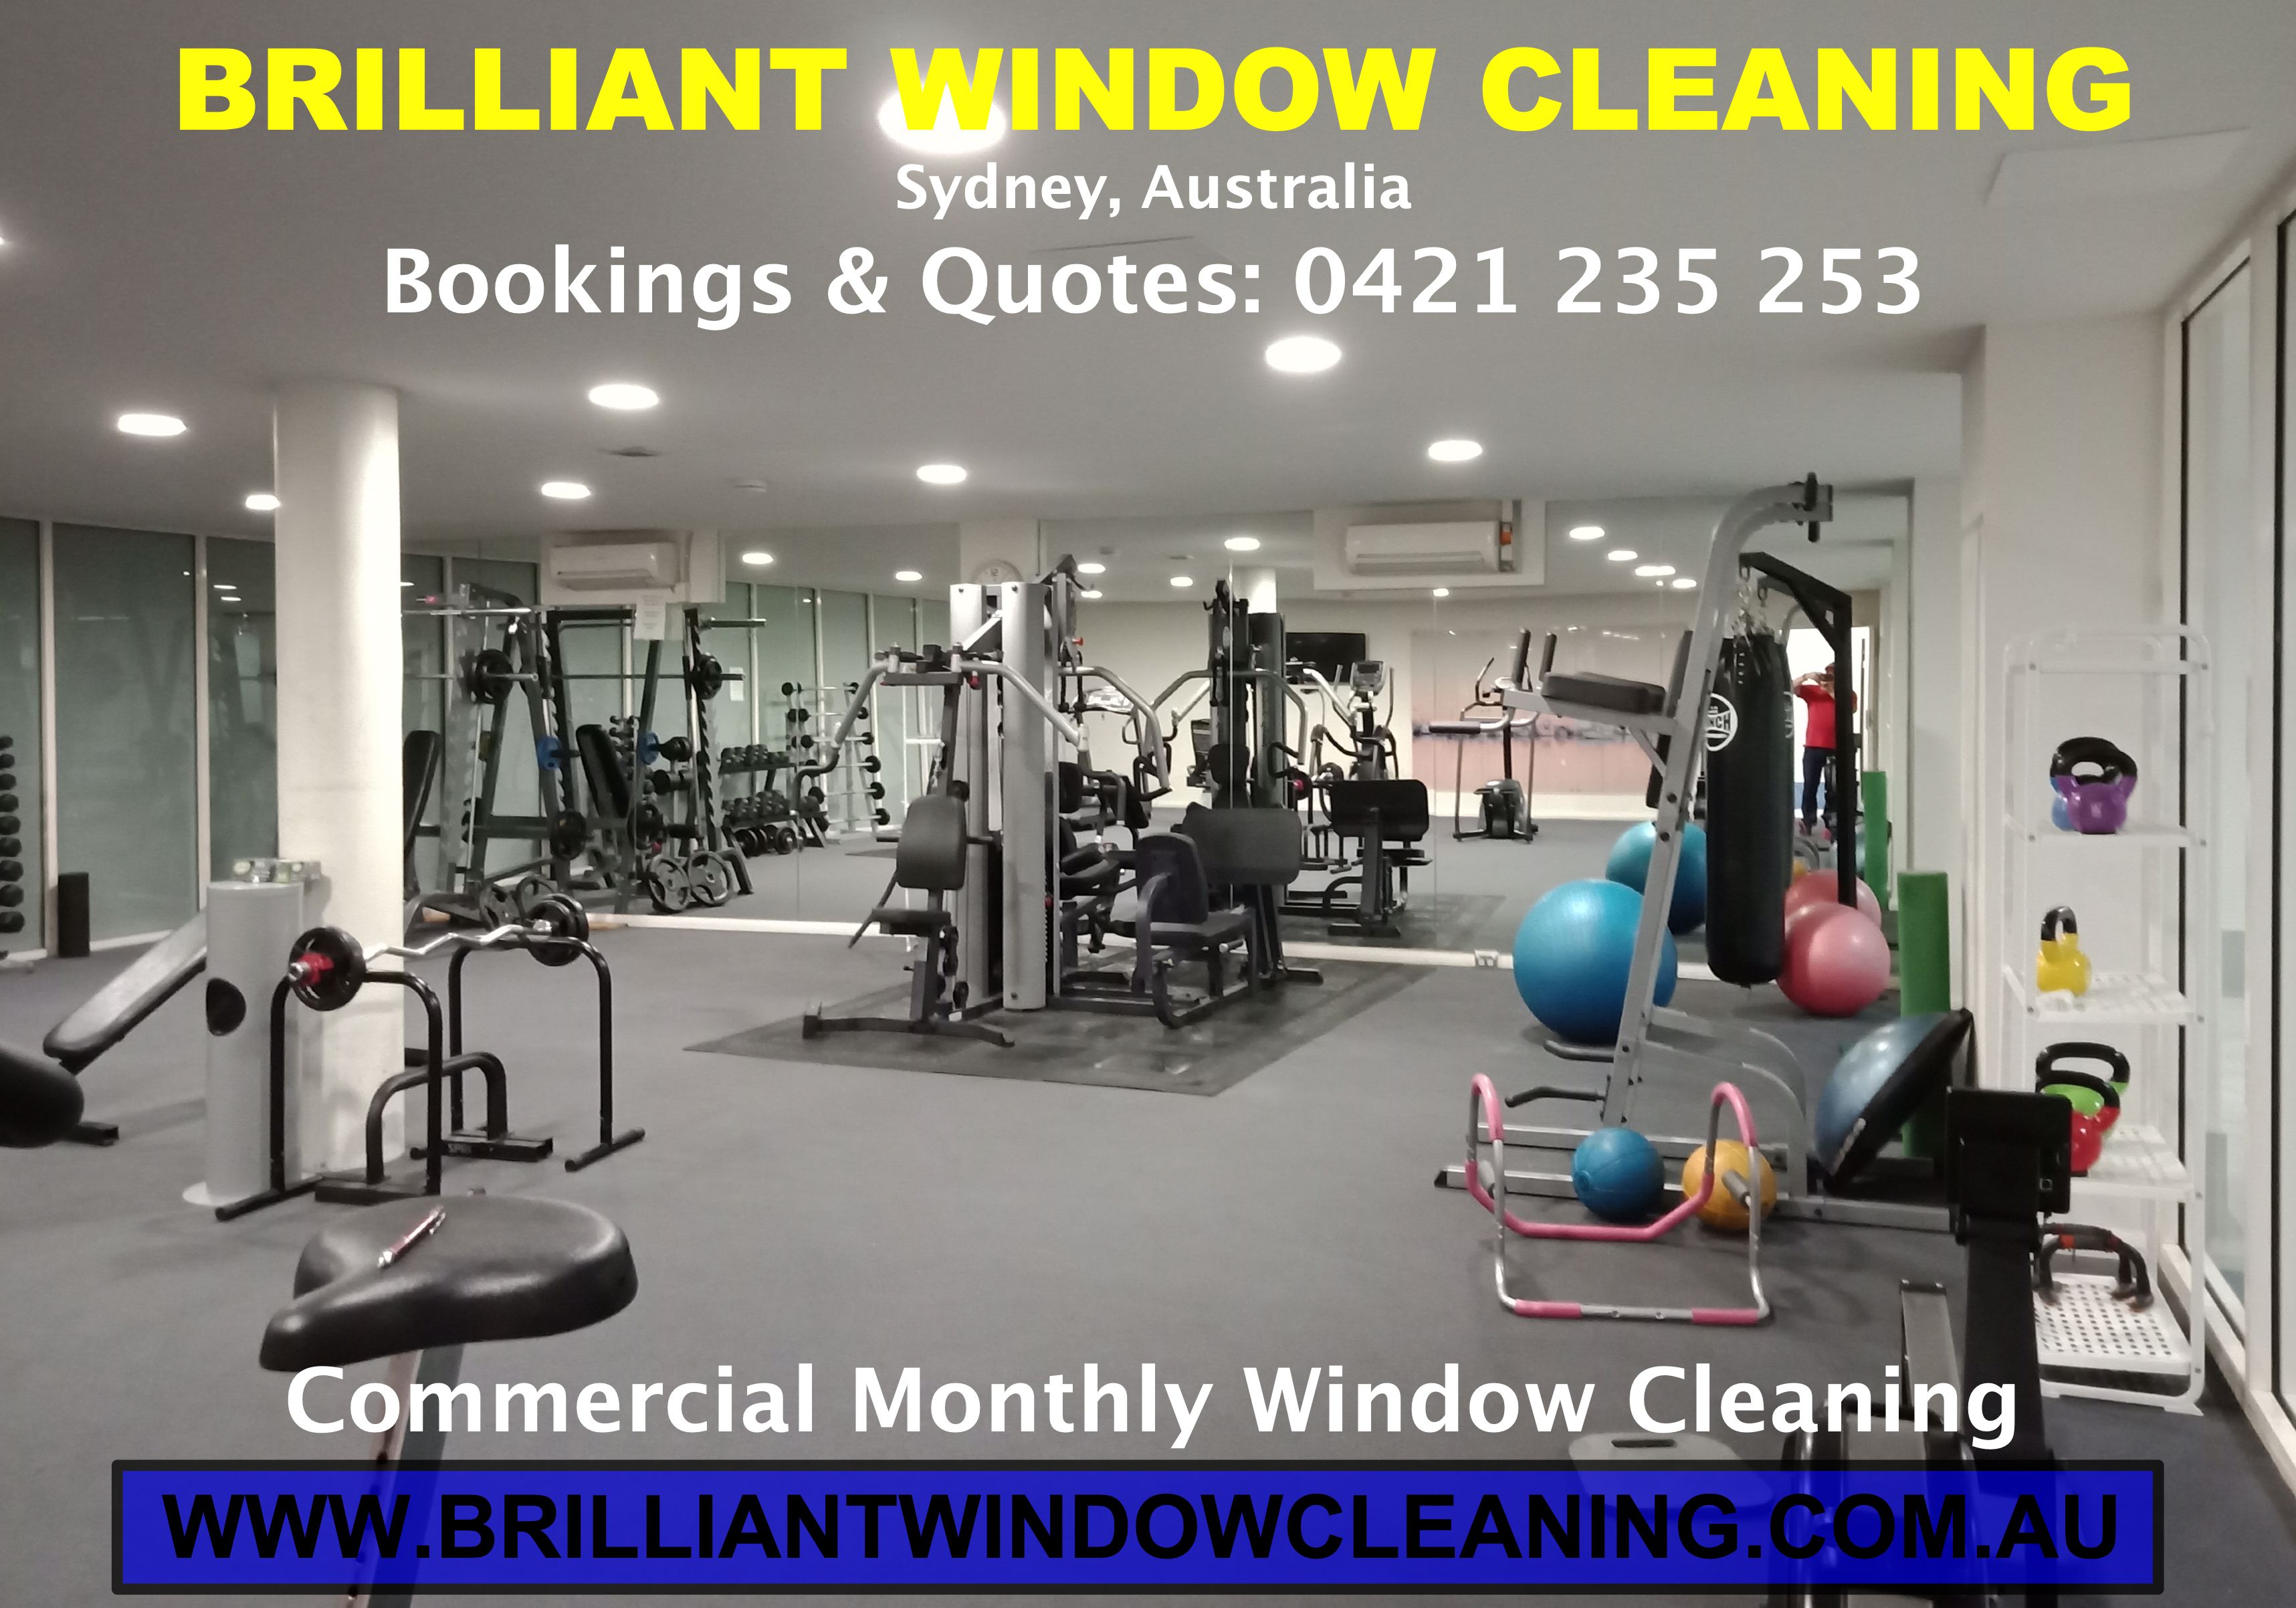 BRILLIANT WINDOW CLEANING
Sydney, Australia
Bookings & Quotes: 0421 235 253
Commercial Monthly Window Cleaning
WWW.BRILLIANTWINDOWCLEANING.COM.AU